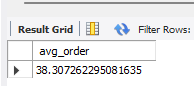 Result Grid Filter Rows:
avg_order
38.307262295081635